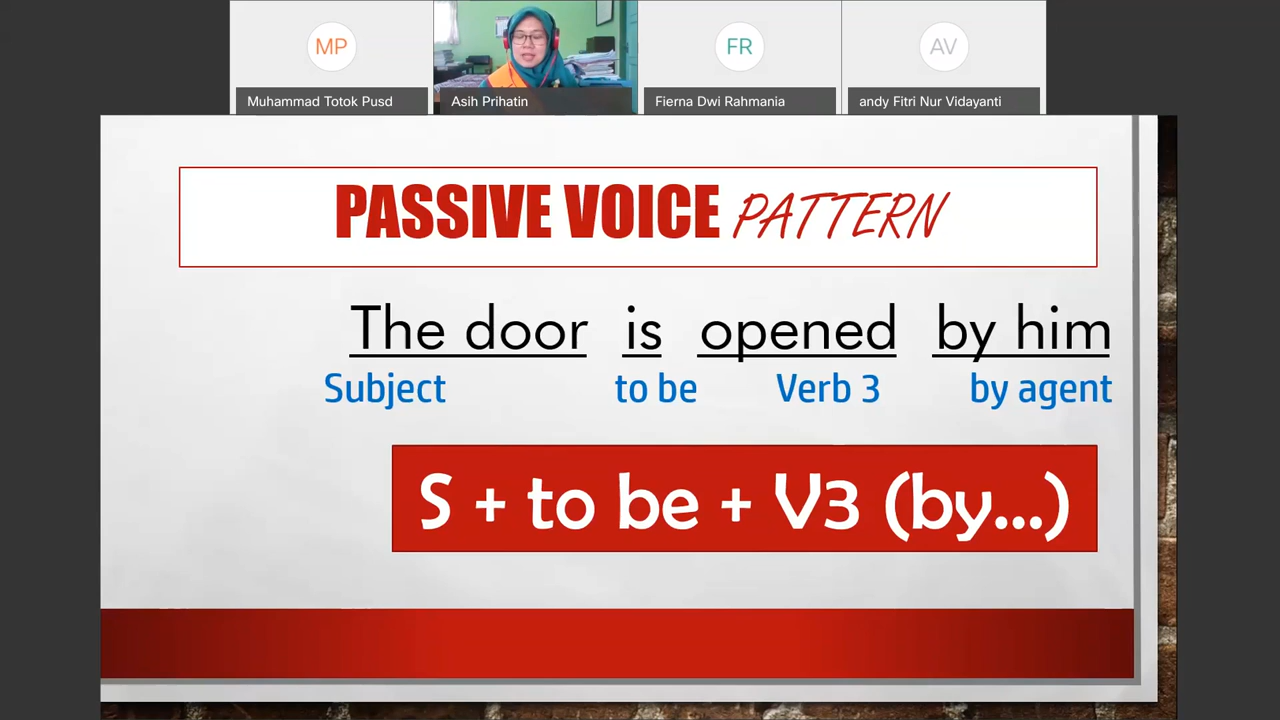 MP
FR
AV
Muhammad Totok Pusd
Asih Prihatin
Fierna Dwi Rahmania
andy Fitri Nur Vidayanti
PASSIVE VOICE PATTERN
The door is opened by him
Subject to be Verb 3 by agent
S + to be + V3 (by...)